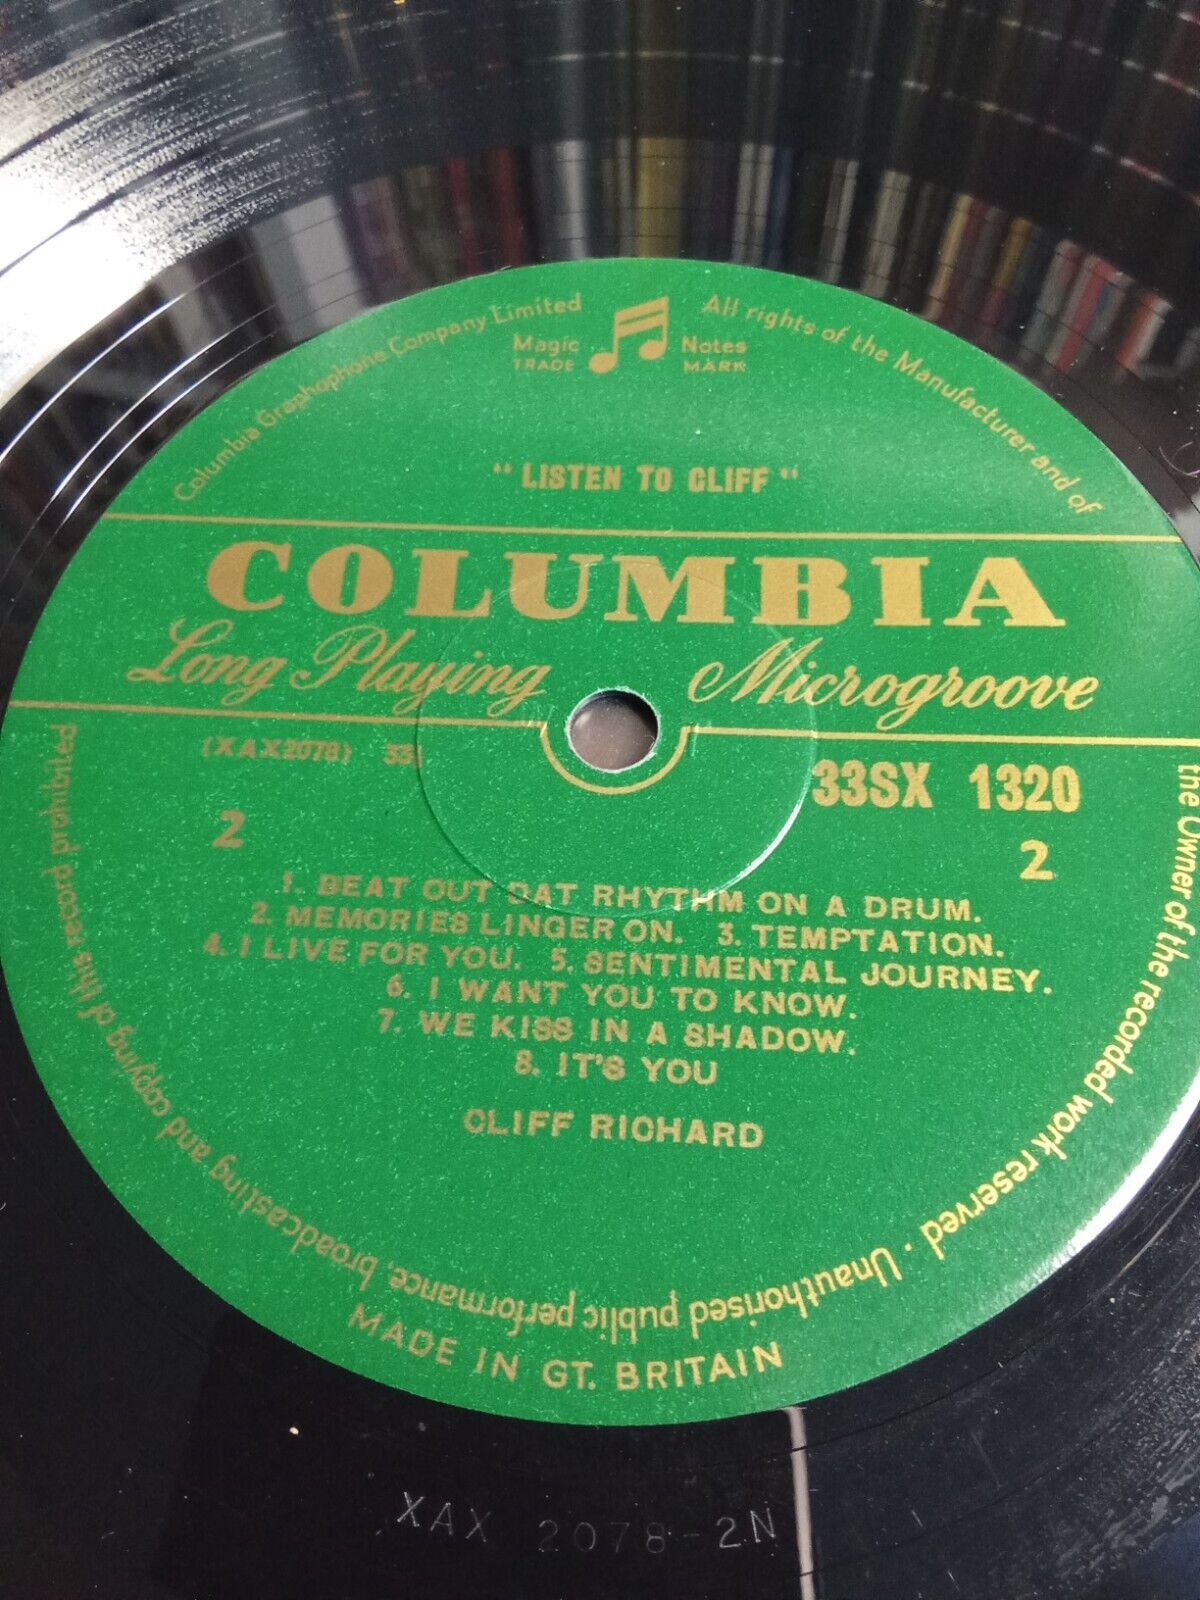 Columbia Graphophone Company Limited
All rights of the Manufacturer and of
the Owner of the recorded work reserved · Unauthorised public performance, broadcasting and copying of this record prohibited
Magic Notes
TRADE MARK
"LISTEN TO CLIFF"
COLUMBIA
Long Playing Microgroove
(XAX2078) 33
33SX 1320
2 2
1. BEAT OUT DAT RHYTHM ON A DRUM.
2. MEMORIES LINGER ON. 3. TEMPTATION.
4. I LIVE FOR YOU. 5. SENTIMENTAL JOURNEY.
6. I WANT YOU TO KNOW.
7. WE KISS IN A SHADOW.
8. IT'S YOU
CLIFF RICHARD
MADE IN GT. BRITAIN
XAX 2078-2N